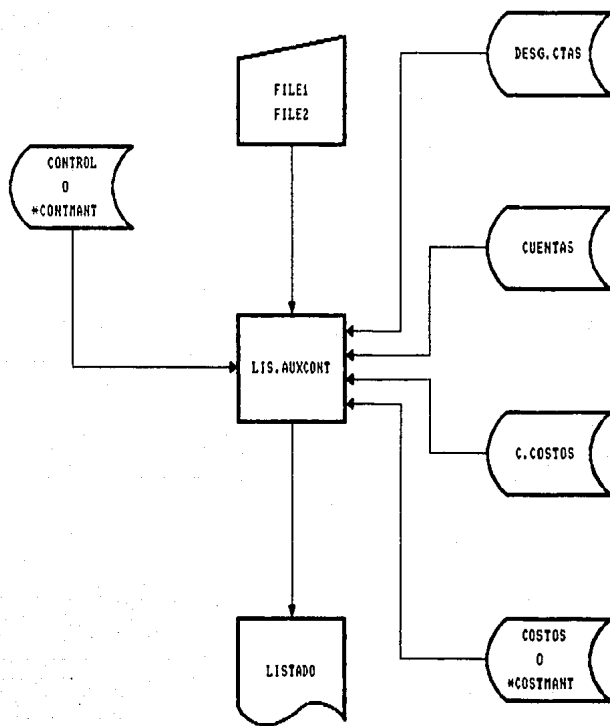 DESG.CTAS
FILE1
FILE2
CONTROL
O
*CONTMANT
CUENTAS
LIS.AUXCONT
C.COSTOS
COSTOS
O
*COSTMANT
LISTADO